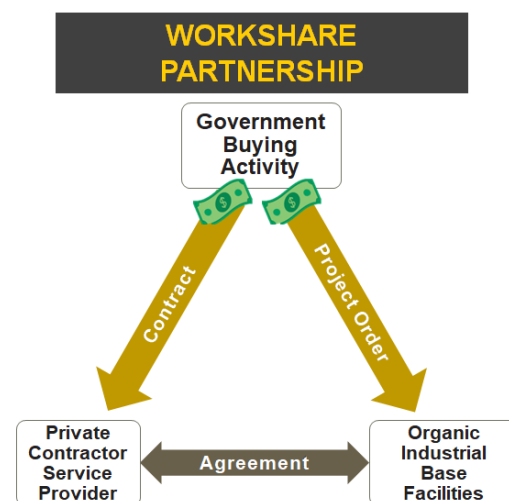 WORKSHARE
PARTNERSHIP
Government
Buying
Activity
$
$
Contract
Project Order
Private
Contractor
Service
Provider
Agreement
Organic
Industrial
Base
Facilities